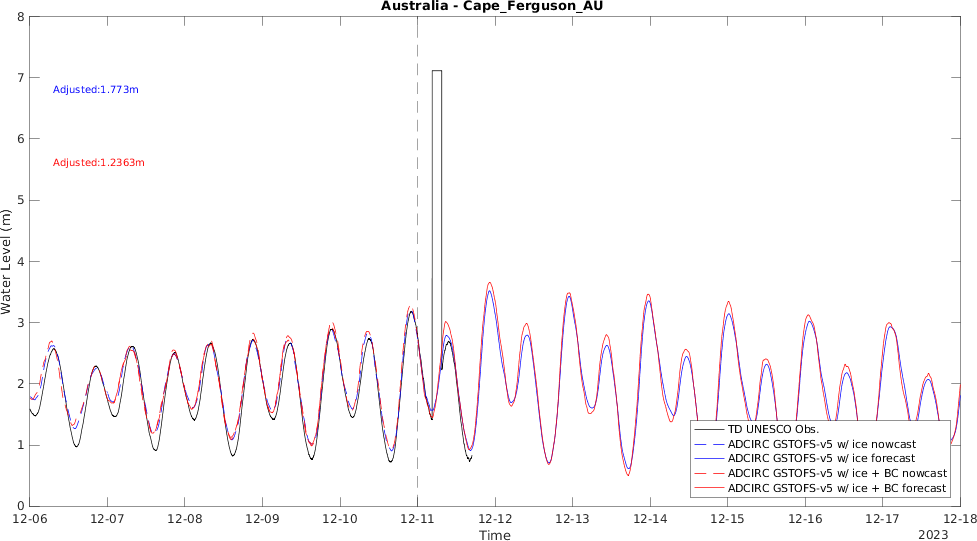 Australia - Cape_Ferguson_AU
8
7
6
5
4
3
2
1
0
Water Level (m)
Adjusted:1.773m
Adjusted:1.2363m
TD UNESCO Obs.
ADCIRC GSTOFS-v5 w/ ice nowcast
ADCIRC GSTOFS-v5 w/ ice forecast
ADCIRC GSTOFS-v5 w/ ice + BC nowcast
ADCIRC GSTOFS-v5 w/ ice + BC forecast
12-06 12-07 12-08 12-09 12-10 12-11 12-12 12-13 12-14 12-15 12-16 12-17 12-18
Time
2023